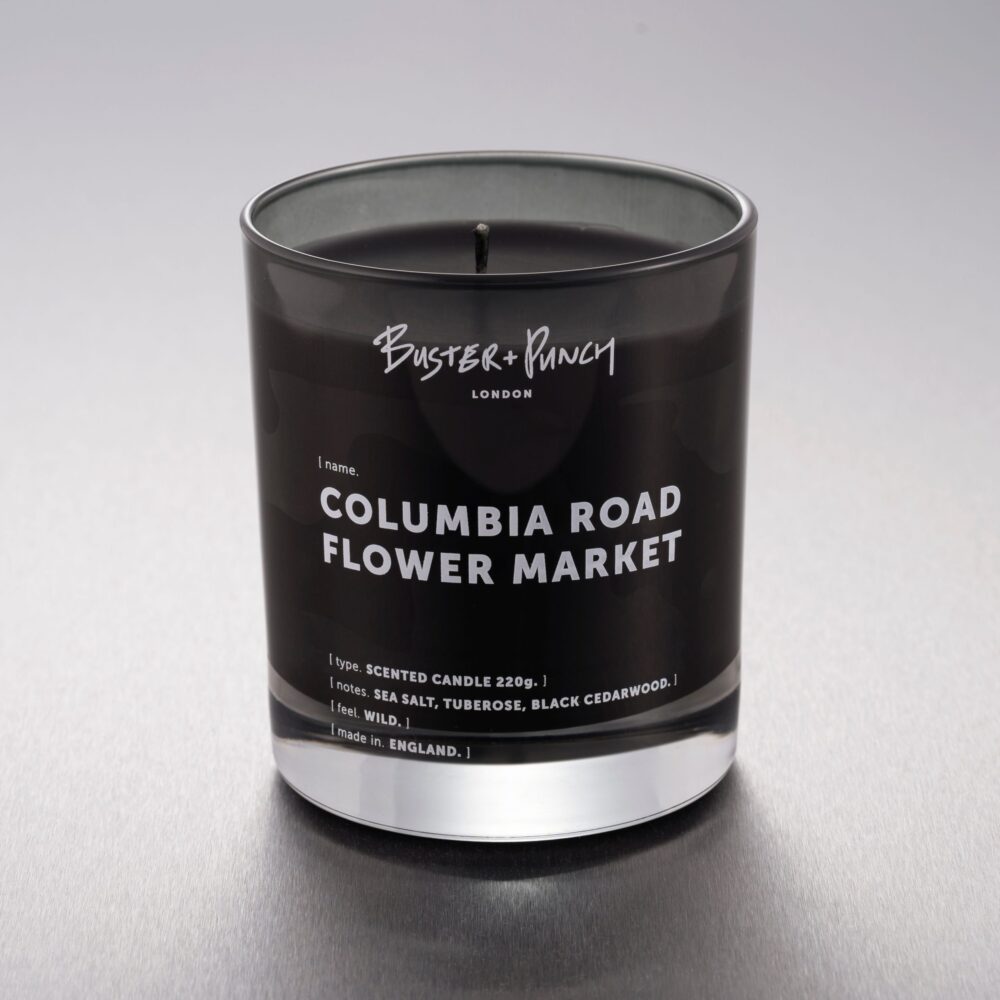 BUSTER + PUNCH
LONDON
[ name.
COLUMBIA ROAD
FLOWER MARKET
[ type. SCENTED CANDLE 220g. ]
[ notes. SEA SALT, TUBEROSE, BLACK CEDARWOOD. ]
[ feel. WILD. ]
[ made in. ENGLAND. ]